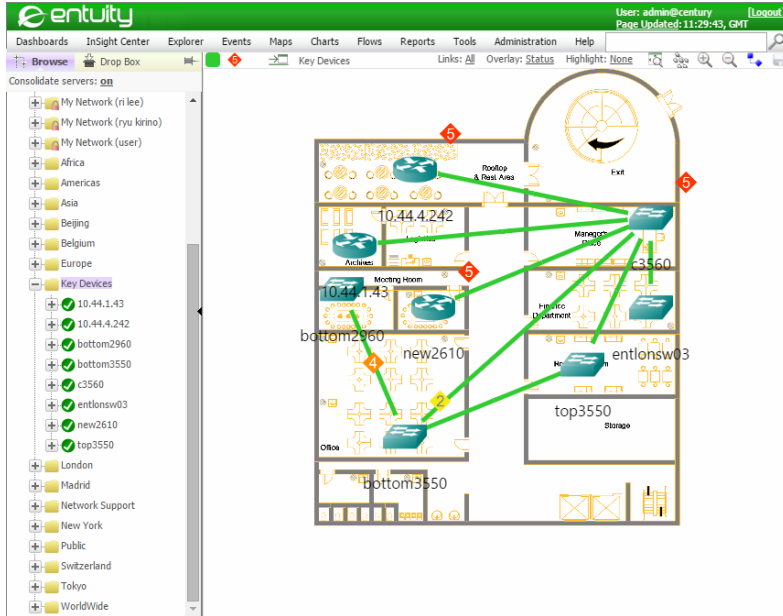 entuity
User: admin@century [Logout]
Page Updated: 11:29:43, GMT
Dashboards InSight Center Explorer Events Maps Charts Flows Reports Tools Administration Help
Browse Drop Box
5 Key Devices Links: All Overlay: Status Highlight: None
Consolidate servers: on
My Network (ri lee)
My Network (ryu kirino)
My Network (user)
Africa
Americas
Asia
Beijing
Belgium
Europe
Key Devices
10.44.1.43
10.44.4.242
bottom2960
bottom3550
c3560
entlonsw03
new2610
top3550
London
Madrid
Network Support
New York
Public
Switzerland
Tokyo
WorldWide
5
Rooftop
& Rest Area
Exit
5
10.44.4.242
Archives
Manegor's
Office
c3560
Meeting Room
5
10.44.1.43
Finance
Department
bottom2960
new2610
entlonsw03
4
2
top3550
Storage
Office
bottom3550